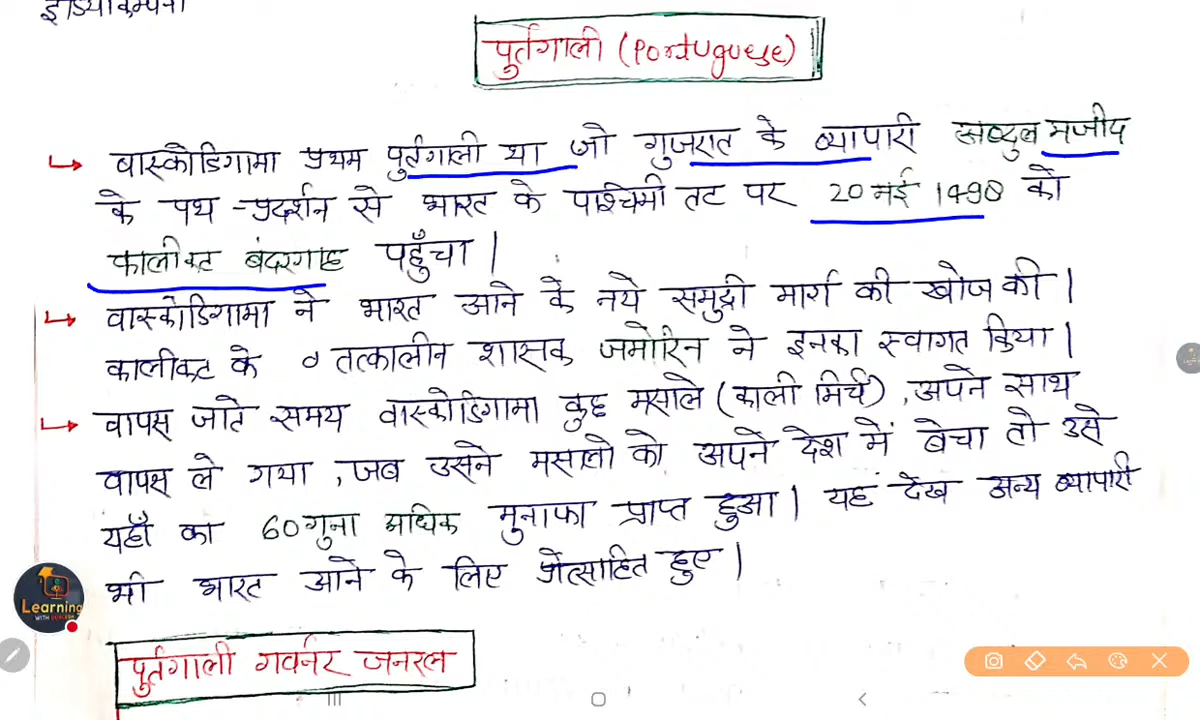 इंडिया कम्पनी
पुर्तगाली (Portuguese)
↳ वास्कोडिगामा प्रथम पुर्तगाली था जो गुजरात के व्यापारी अब्दुल मजीद
के पथ-प्रदर्शन से भारत के पाश्चिमी तट पर 20 मई 1498 को
कालीकट बंदरगाह पहुँचा |
↳ वास्कोडिगामा ने भारत आने के नये समुद्री मार्ग की खोज की |
कालीकट के तत्कालीन शासक जमोरिन ने इनका स्वागत किया |
↳ वापस जाते समय वास्कोडिगामा कुछ मसाले (काली मिर्च), अपने साथ
वापस ले गया, जब उसने मसालो को अपने देश में बेचा तो उसे
यहाँ का 60 गुना अधिक मुनाफा प्राप्त हुआ | यह देख अन्य व्यापारी
भी भारत आने के लिए प्रोत्साहित हुए |
Learning
पुर्तगाली गवर्नर जनरल